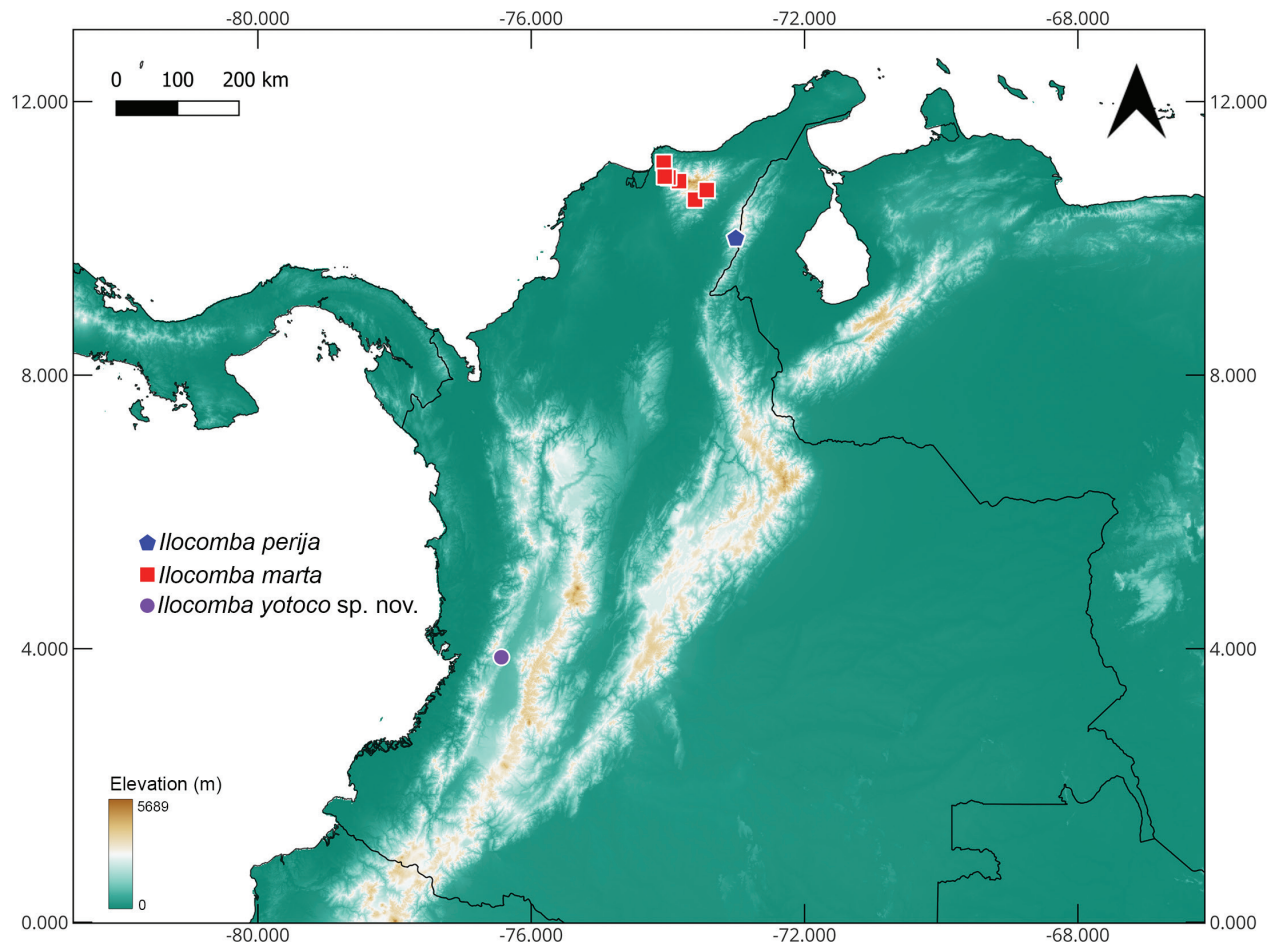 -80.000 -76.000 -72.000 -68.000
0 100 200 km
12.000 12.000
8.000 8.000
Ilocomba perija
Ilocomba marta
Ilocomba yotoco sp. nov.
4.000 4.000
Elevation (m)
5689
0
0.000 0.000
-80.000 -76.000 -72.000 -68.000